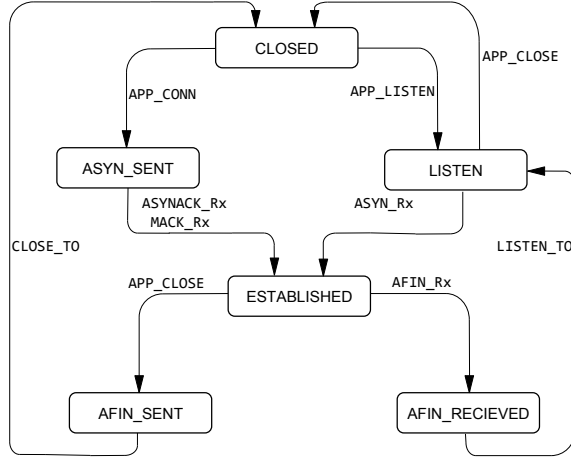 CLOSED
APP_CLOSE
APP_CONN
APP_LISTEN
ASYN_SENT
LISTEN
ASYNACK_Rx
MACK_Rx
ASYN_Rx
CLOSE_TO
LISTEN_TO
APP_CLOSE
AFIN_Rx
ESTABLISHED
AFIN_SENT
AFIN_RECIEVED